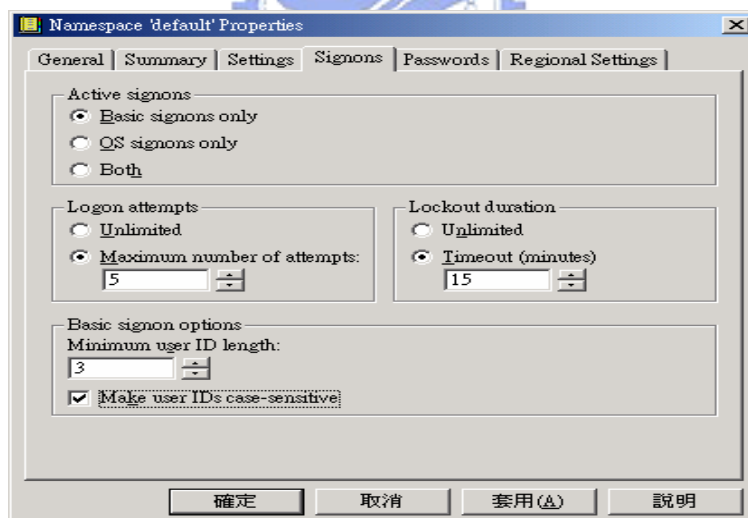 Namespace 'default' Properties
General Summary Settings Signons Passwords Regional Settings
Active signons
Basic signons only
OS signons only
Both
Logon attempts
Unlimited
Maximum number of attempts:
5
Lockout duration
Unlimited
Timeout (minutes)
15
Basic signon options
Minimum user ID length:
3
Make user IDs case-sensitive
確定 取消 套用(A) 說明